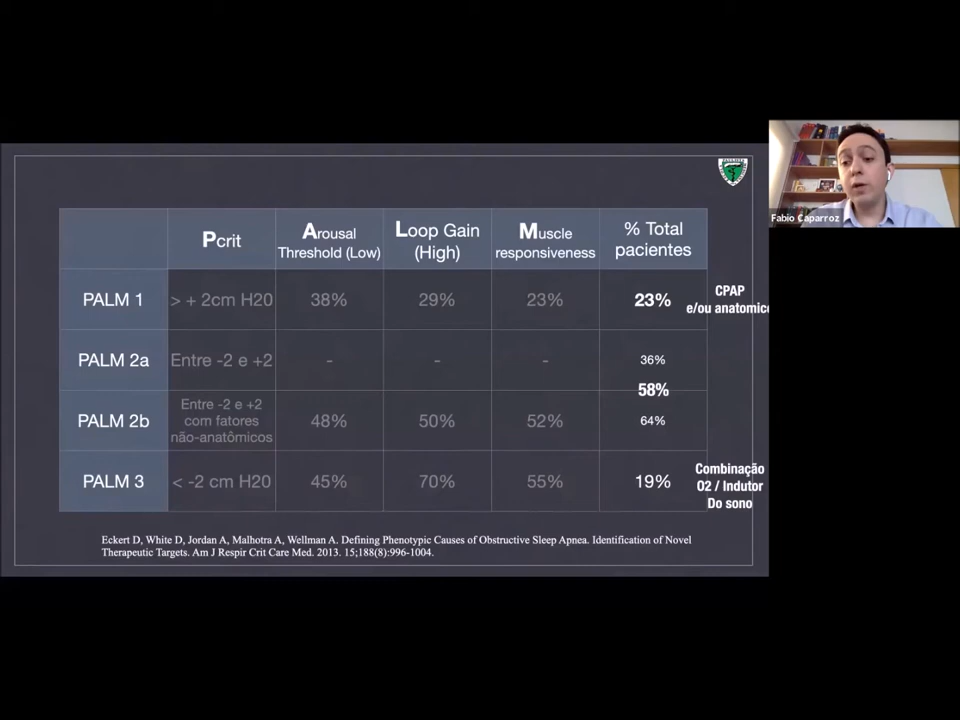 Pcrit
Arousal
Threshold (Low)
Loop Gain
(High)
Muscle
responsiveness
% Total
pacientes
PALM 1
> + 2cm H20
38%
29%
23%
23%
CPAP
e/ou anatomico
PALM 2a
Entre -2 e +2
-
-
-
36%
58%
PALM 2b
Entre -2 e +2
com fatores
não-anatômicos
48%
50%
52%
64%
PALM 3
< -2 cm H20
45%
70%
55%
19%
Combinação
O2 / Indutor
Do sono
Eckert D, White D, Jordan A, Malhotra A, Wellman A. Defining Phenotypic Causes of Obstructive Sleep Apnea. Identification of Novel
Therapeutic Targets. Am J Respir Crit Care Med. 2013. 15;188(8):996-1004.
Fabio Caparroz